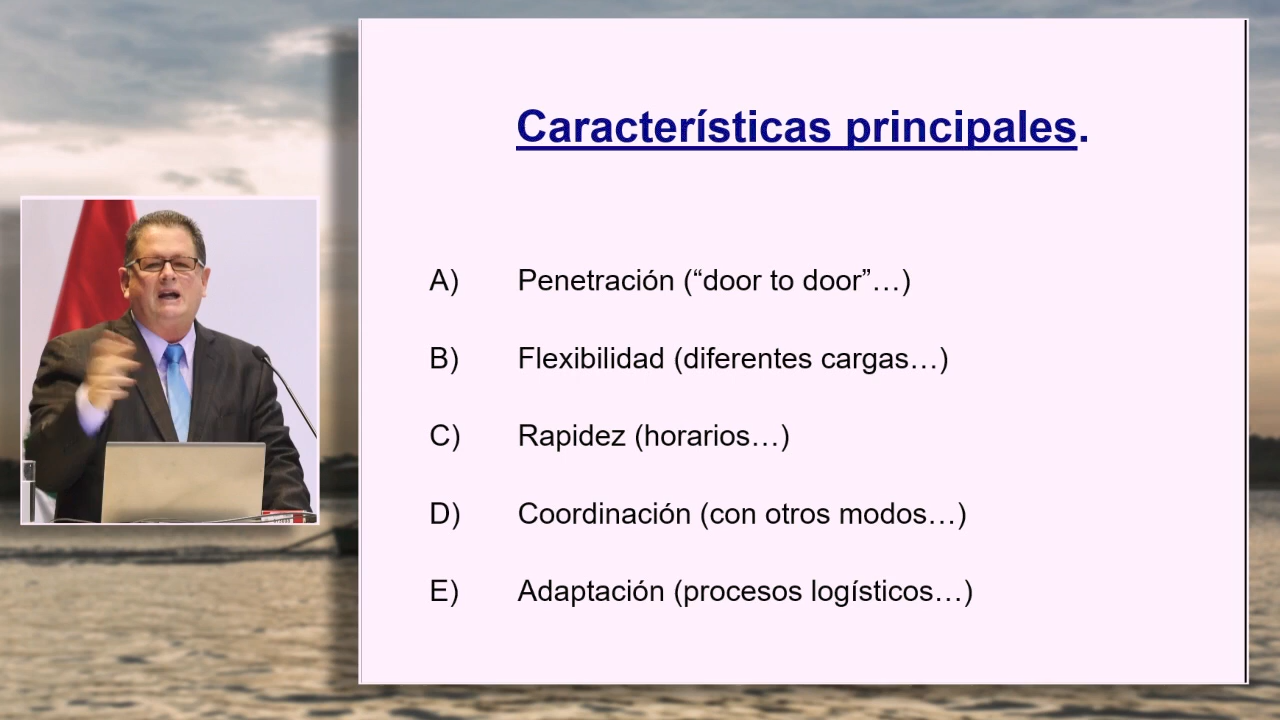 Características principales.
A) Penetración (“door to door”…)
B) Flexibilidad (diferentes cargas…)
C) Rapidez (horarios…)
D) Coordinación (con otros modos…)
E) Adaptación (procesos logísticos…)